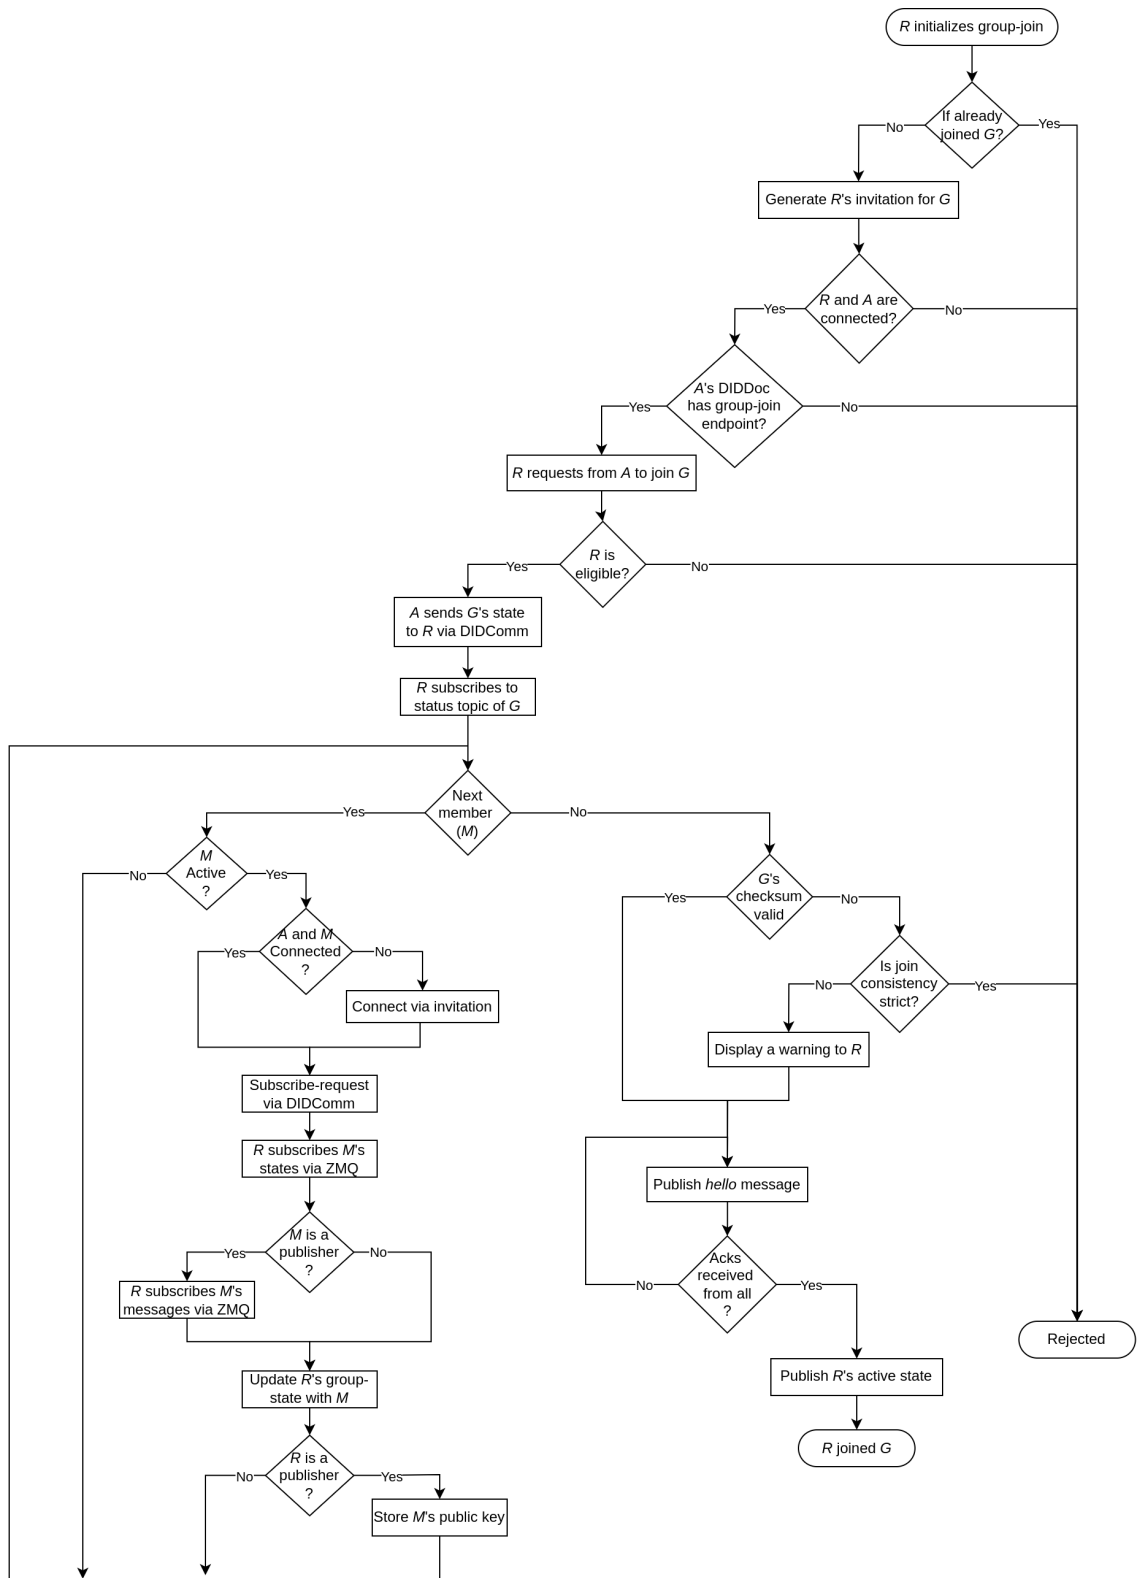 R initializes group-join
If already
joined G?
No
Yes
Generate R's invitation for G
R and A are
connected?
Yes
No
A's DIDDoc
has group-join
endpoint?
Yes
No
R requests from A to join G
R is
eligible?
Yes
No
A sends G's state
to R via DIDComm
R subscribes to
status topic of G
Next
member
(M)
Yes
No
M
Active
?
No
Yes
A and M
Connected
?
Yes
No
Connect via invitation
Subscribe-request
via DIDComm
R subscribes M's
states via ZMQ
M is a
publisher
?
Yes
No
R subscribes M's
messages via ZMQ
Update R's group-
state with M
R is a
publisher
?
No
Yes
Store M's public key
G's
checksum
valid
Yes
No
Is join
consistency
strict?
No
Yes
Display a warning to R
Publish hello message
Acks
received
from all
?
No
Yes
Publish R's active state
R joined G
Rejected